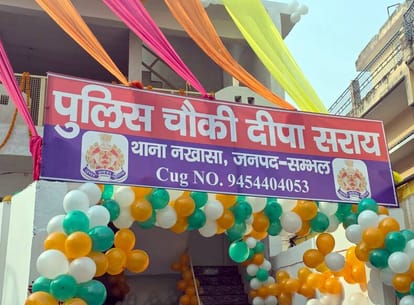 पुलिस चौकी दीपा सराय
थाना नखासा, जनपद-सम्भल
Cug NO. 9454404053